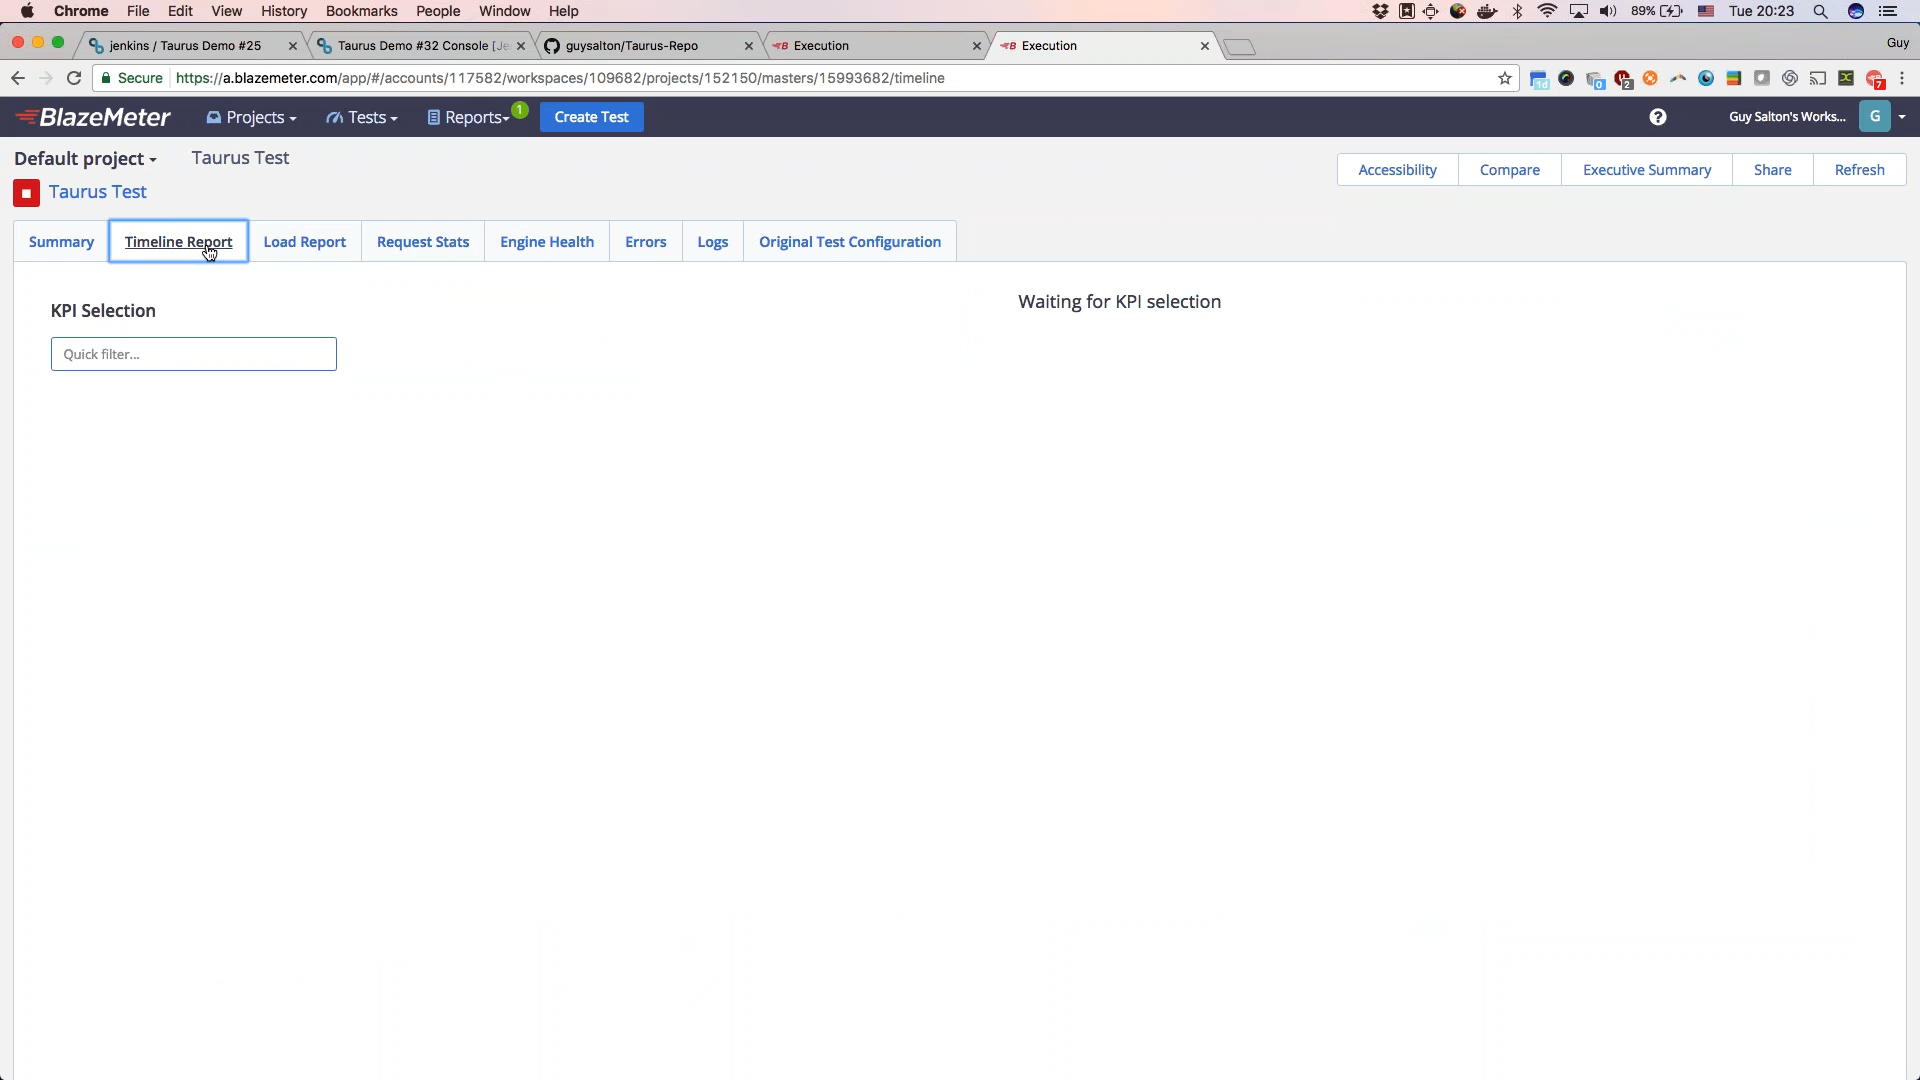 Chrome File Edit View History Bookmarks People Window Help 89% Tue 20:23
jenkins / Taurus Demo #25 Taurus Demo #32 Console [Je guysalton/Taurus-Repo Execution Execution Guy
Secure https://a.blazemeter.com/app/#/accounts/117582/workspaces/109682/projects/152150/masters/15993682/timeline
BlazeMeter Projects Tests Reports 1 Create Test ? Guy Salton's Works... G
Default project Taurus Test
Taurus Test
Accessibility Compare Executive Summary Share Refresh
Summary Timeline Report Load Report Request Stats Engine Health Errors Logs Original Test Configuration
KPI Selection
Waiting for KPI selection
Quick filter...